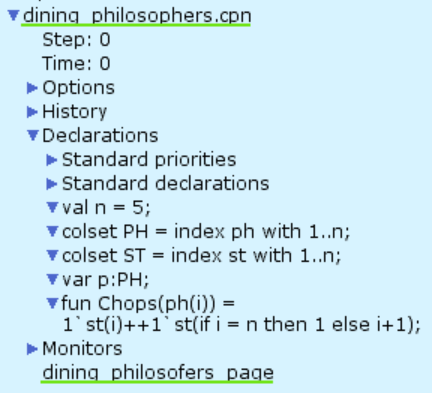 dining_philosophers.cpn
Step: 0
Time: 0
Options
History
Declarations
Standard priorities
Standard declarations
val n = 5;
colset PH = index ph with 1..n;
colset ST = index st with 1..n;
var p:PH;
fun Chops(ph(i)) =
1`st(i)++1`st(if i = n then 1 else i+1);
Monitors
dining_philosofers_page